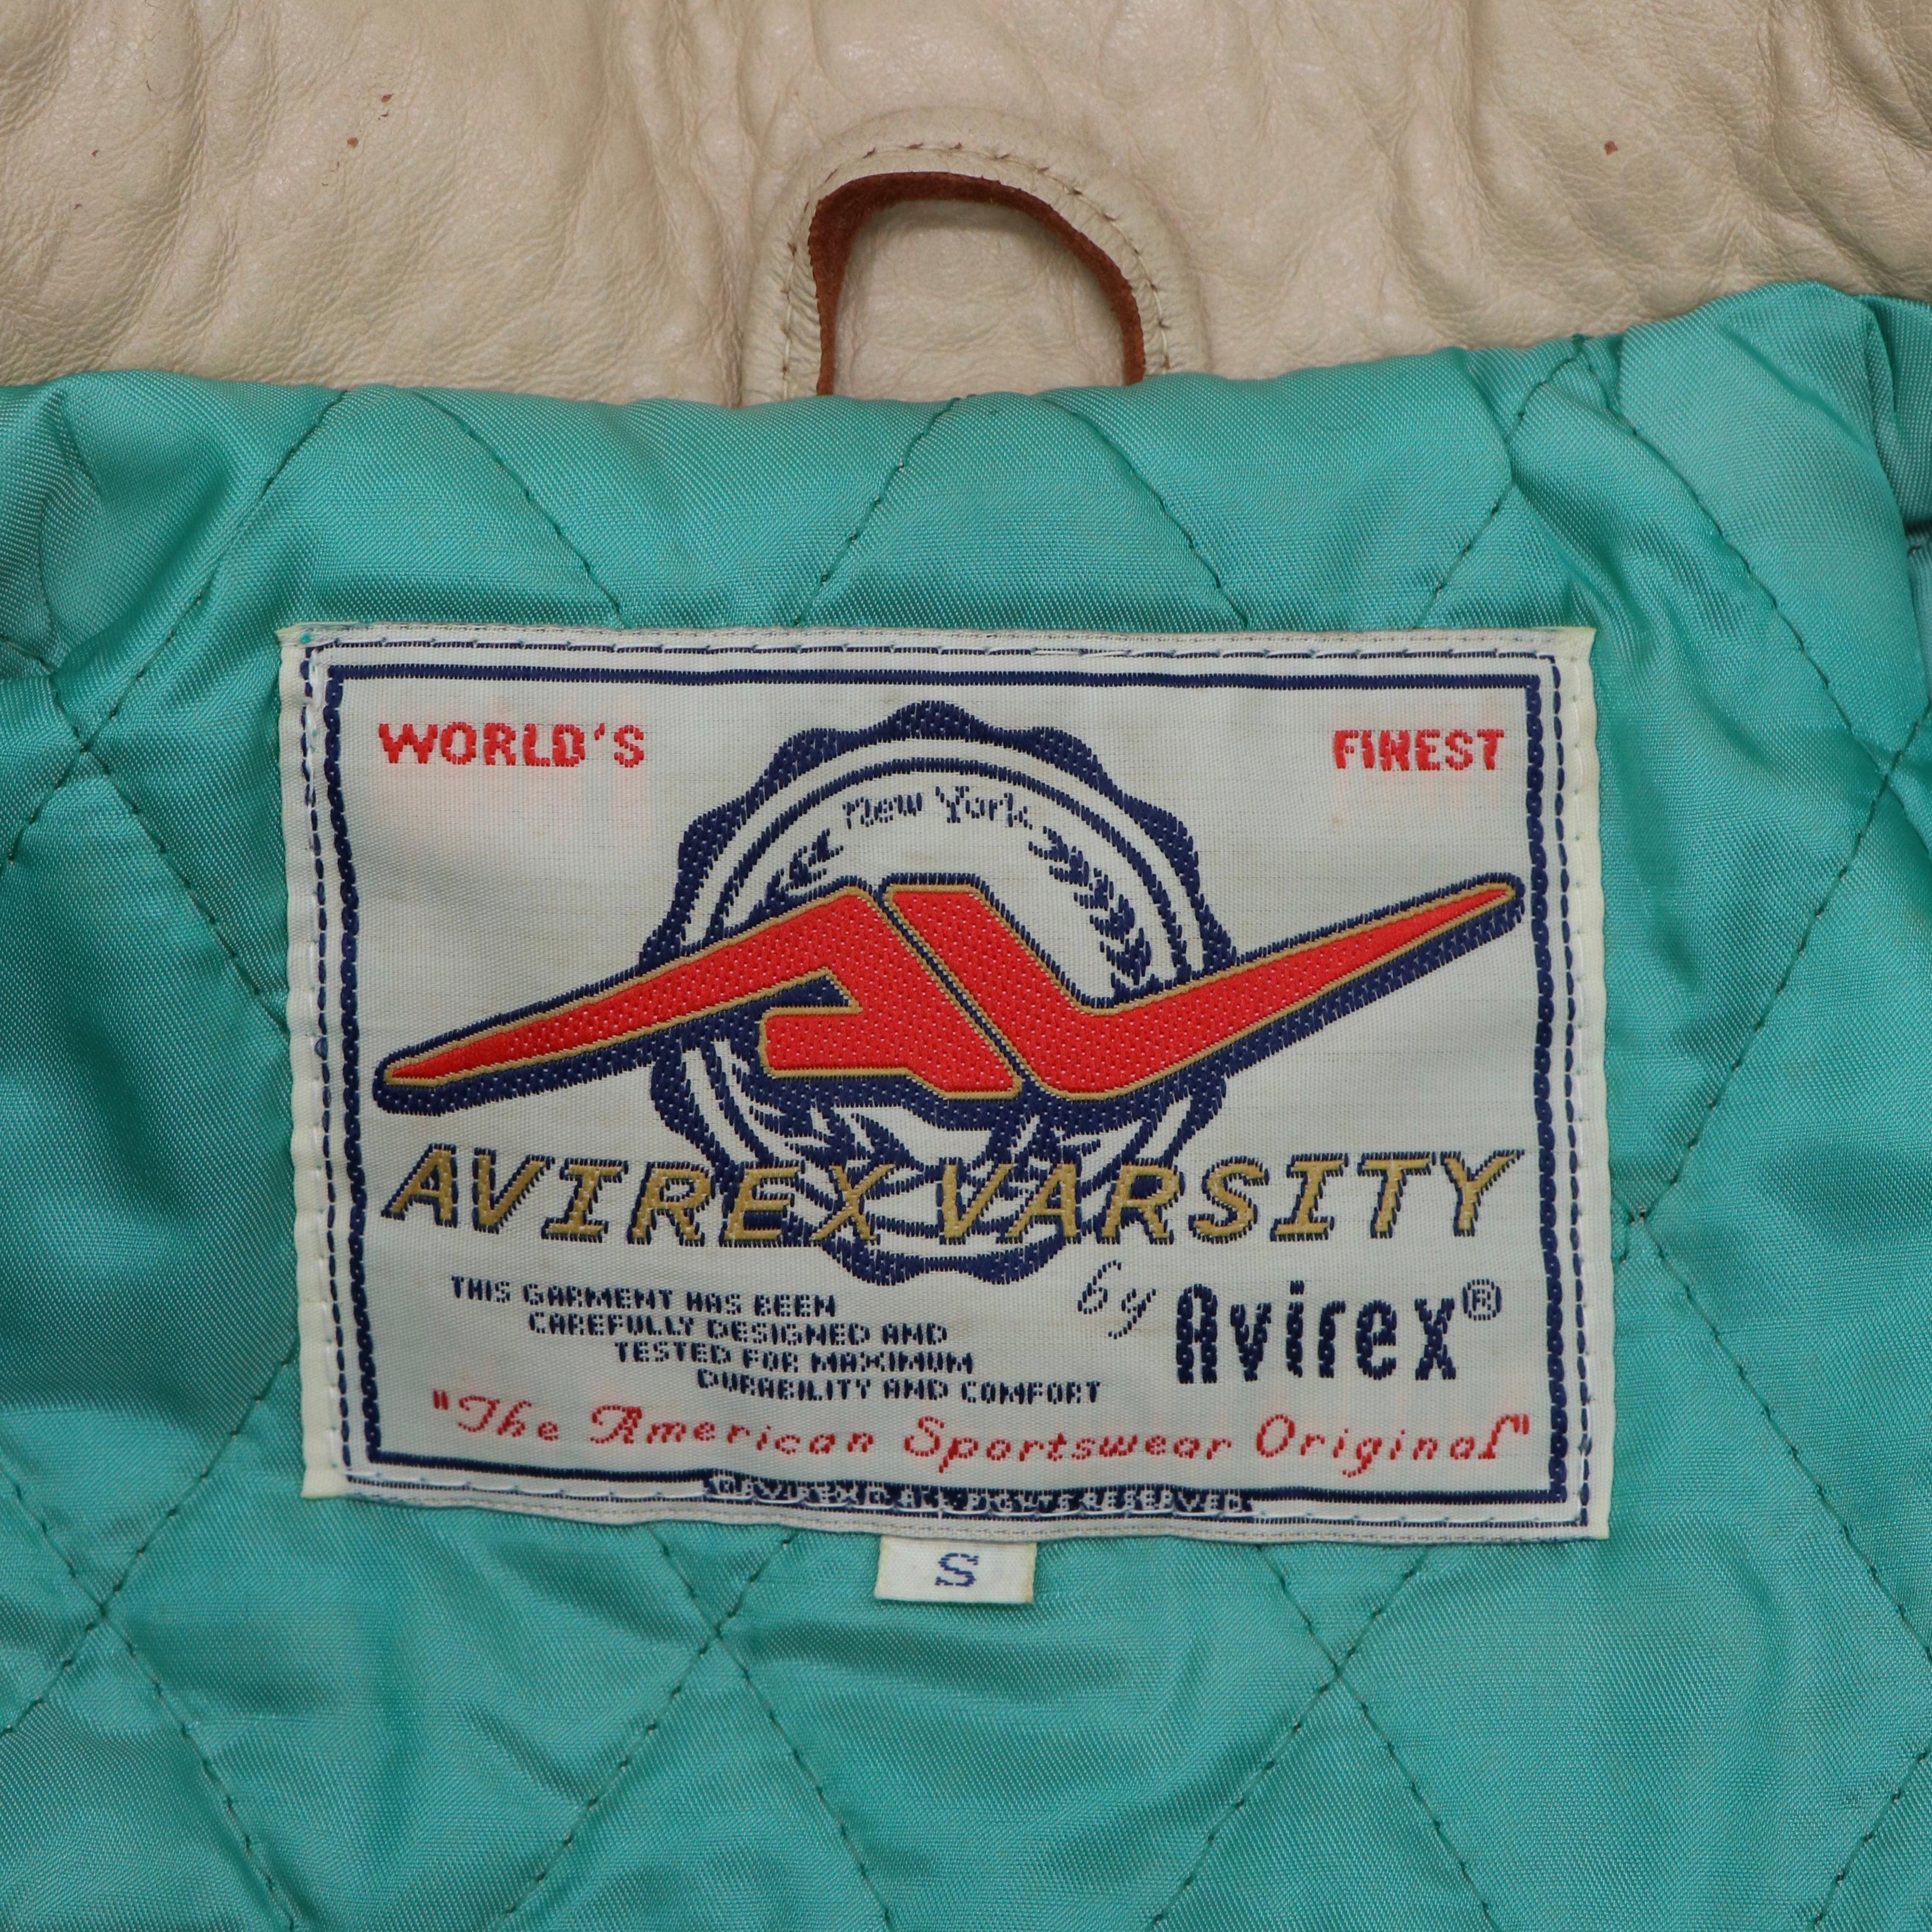 WORLD'S FINEST
New York
AVIREX VARSITY
by Avirex®
THIS GARMENT HAS BEEN
CAREFULLY DESIGNED AND
TESTED FOR MAXIMUM
DURABILITY AND COMFORT
"The American Sportswear Original"
ALL RIGHTS RESERVED
S